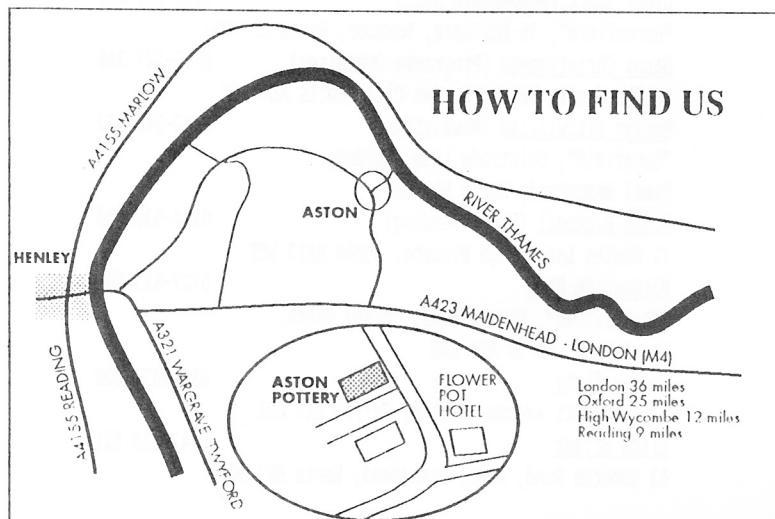 HOW TO FIND US
A4155 MARLOW
ASTON
RIVER THAMES
HENLEY
A423 MAIDENHEAD - LONDON (M4)
A4155 READING
A321 WARGRAVE TWYFORD
ASTON
POTTERY
FLOWER
POT
HOTEL
London 36 miles
Oxford 25 miles
High Wycombe 12 miles
Reading 9 miles